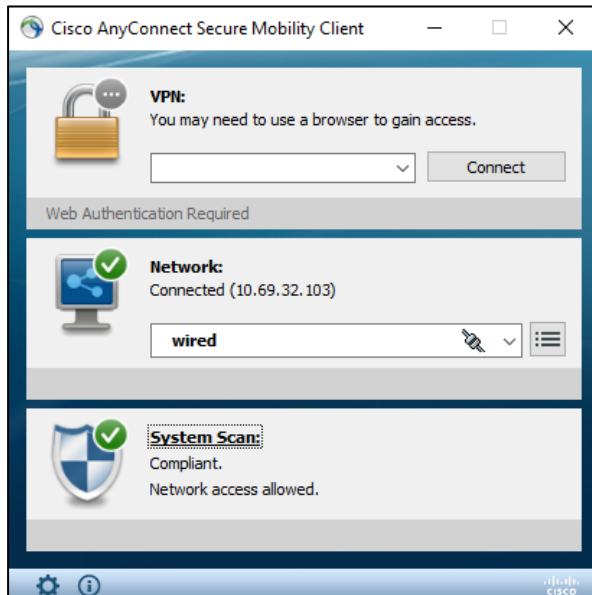 Cisco AnyConnect Secure Mobility Client
VPN:
You may need to use a browser to gain access.
Connect
Web Authentication Required
Network:
Connected (10.69.32.103)
wired
System Scan:
Compliant.
Network access allowed.
CISCO